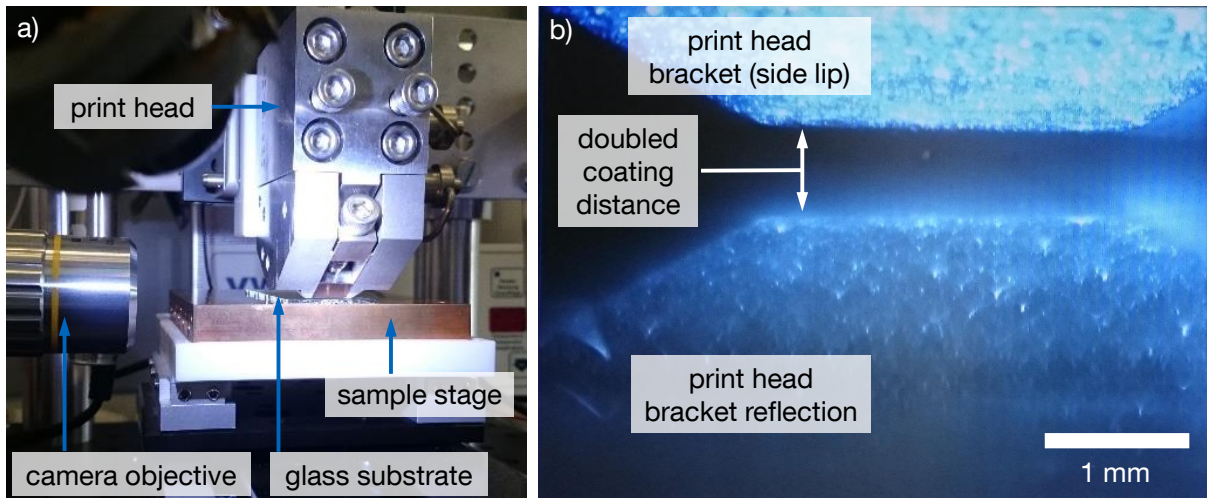 a)
print head
sample stage
camera objective
glass substrate
b)
print head
bracket (side lip)
doubled
coating
distance
print head
bracket reflection
1 mm